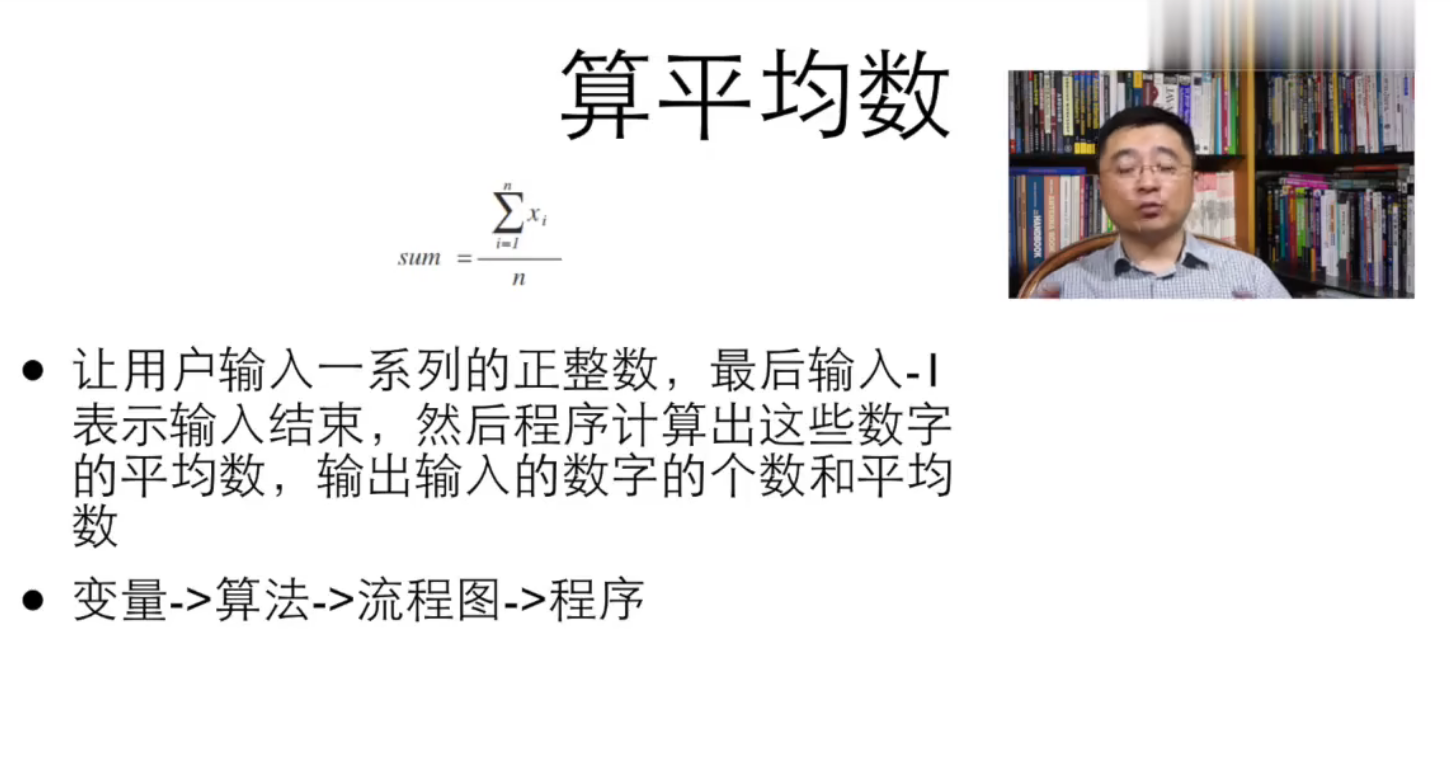 算平均数
n
∑ xᵢ
i=1
sum =
n
• 让用户输入一系列的正整数，最后输入-1
表示输入结束，然后程序计算出这些数字
的平均数，输出输入的数字的个数和平均
数
• 变量->算法->流程图->程序
HANDBOOK